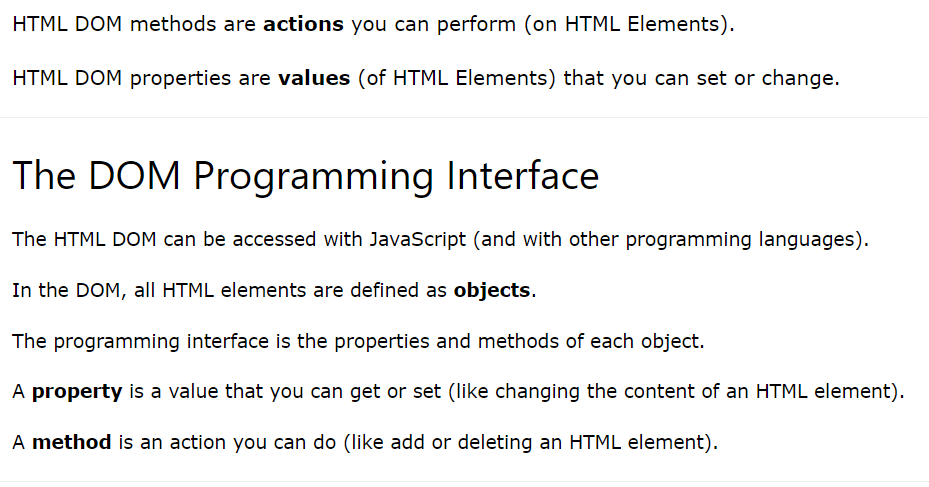 HTML DOM methods are actions you can perform (on HTML Elements).
HTML DOM properties are values (of HTML Elements) that you can set or change.
The DOM Programming Interface
The HTML DOM can be accessed with JavaScript (and with other programming languages).
In the DOM, all HTML elements are defined as objects.
The programming interface is the properties and methods of each object.
A property is a value that you can get or set (like changing the content of an HTML element).
A method is an action you can do (like add or deleting an HTML element).